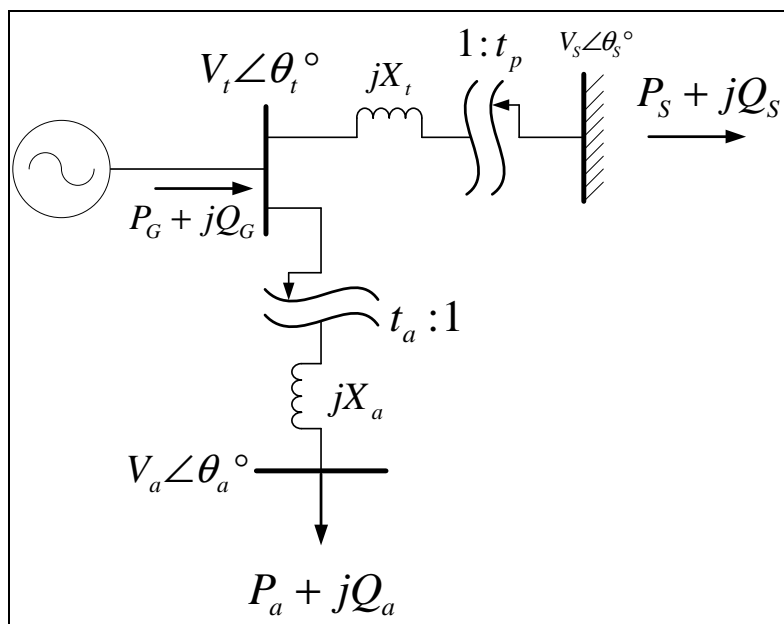 1:t_p
V_S∠θ_S°
V_t∠θ_t°
jX_t
P_S + jQ_S
P_G + jQ_G
t_a:1
jX_a
V_a∠θ_a°
P_a + jQ_a